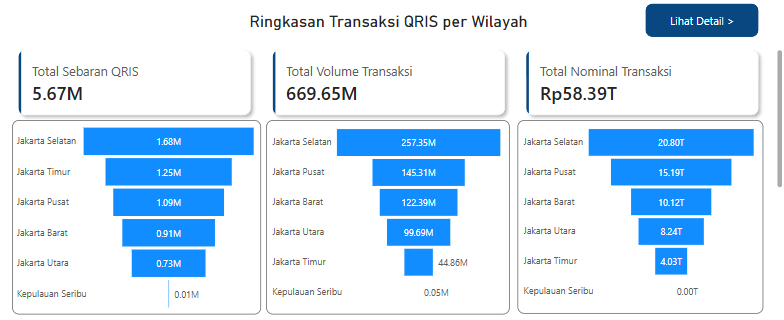 Ringkasan Transaksi QRIS per Wilayah
Lihat Detail >
Total Sebaran QRIS
5.67M
Total Volume Transaksi
669.65M
Total Nominal Transaksi
Rp58.39T
Jakarta Selatan 1.68M
Jakarta Timur 1.25M
Jakarta Pusat 1.09M
Jakarta Barat 0.91M
Jakarta Utara 0.73M
Kepulauan Seribu 0.01M
Jakarta Selatan 257.35M
Jakarta Pusat 145.31M
Jakarta Barat 122.39M
Jakarta Utara 99.69M
Jakarta Timur 44.86M
Kepulauan Seribu 0.05M
Jakarta Selatan 20.80T
Jakarta Pusat 15.19T
Jakarta Barat 10.12T
Jakarta Utara 8.24T
Jakarta Timur 4.03T
Kepulauan Seribu 0.00T